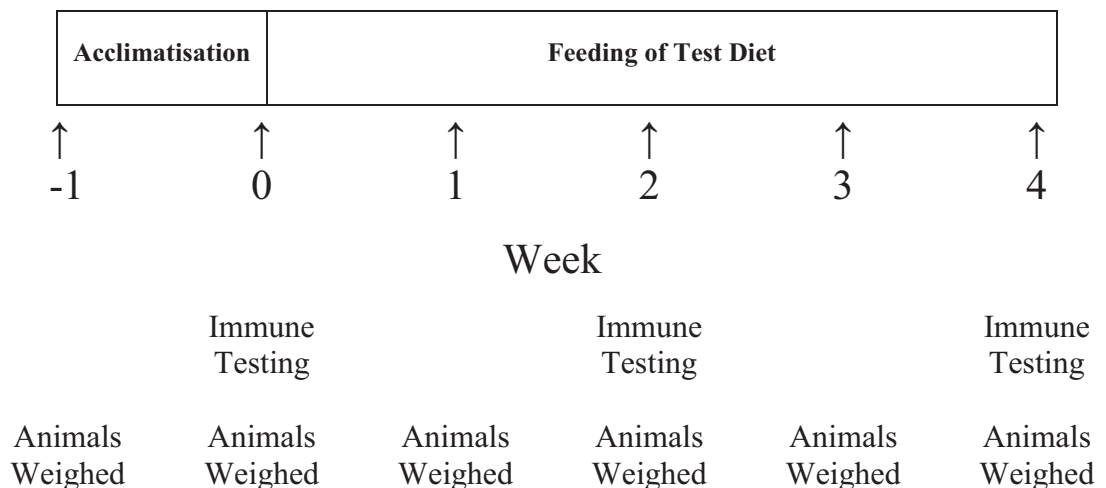 Acclimatisation Feeding of Test Diet
↑ ↑ ↑ ↑ ↑ ↑
-1 0 1 2 3 4
Week
Immune Immune Immune
Testing Testing Testing
Animals Animals Animals Animals Animals Animals
Weighed Weighed Weighed Weighed Weighed Weighed